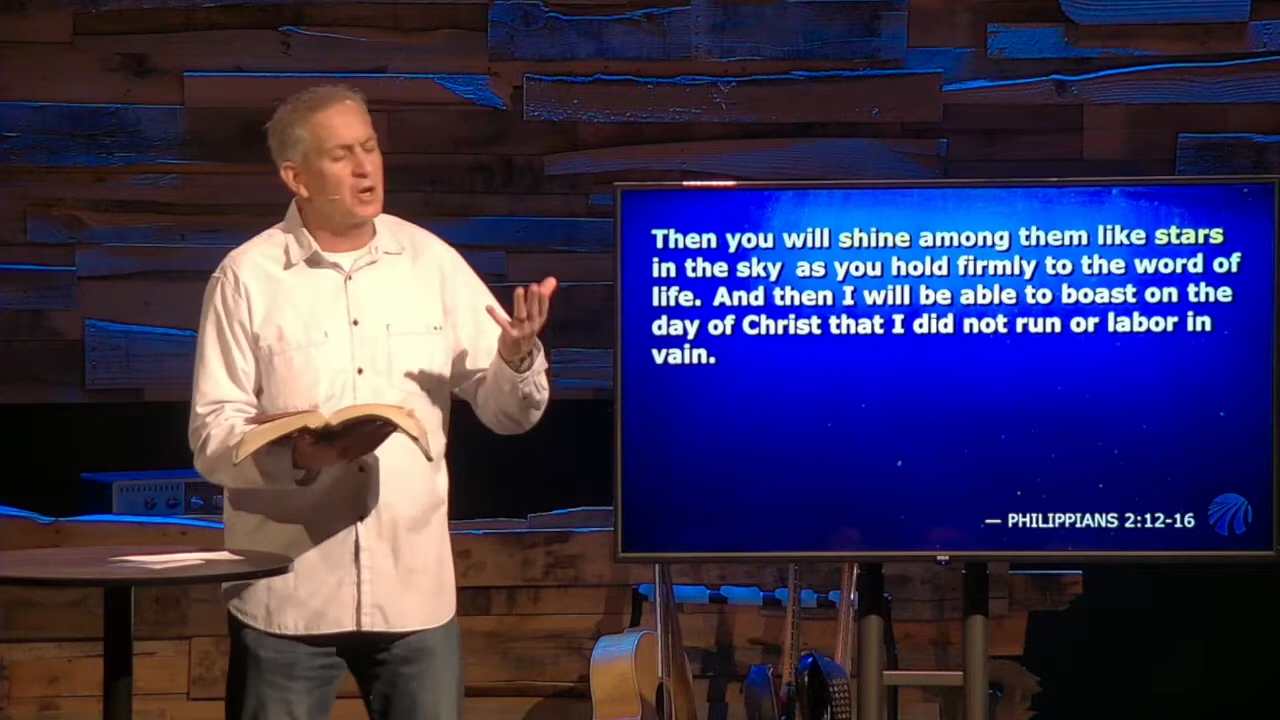 Then you will shine among them like stars
in the sky as you hold firmly to the word of
life. And then I will be able to boast on the
day of Christ that I did not run or labor in
vain.
— PHILIPPIANS 2:12-16
RCA